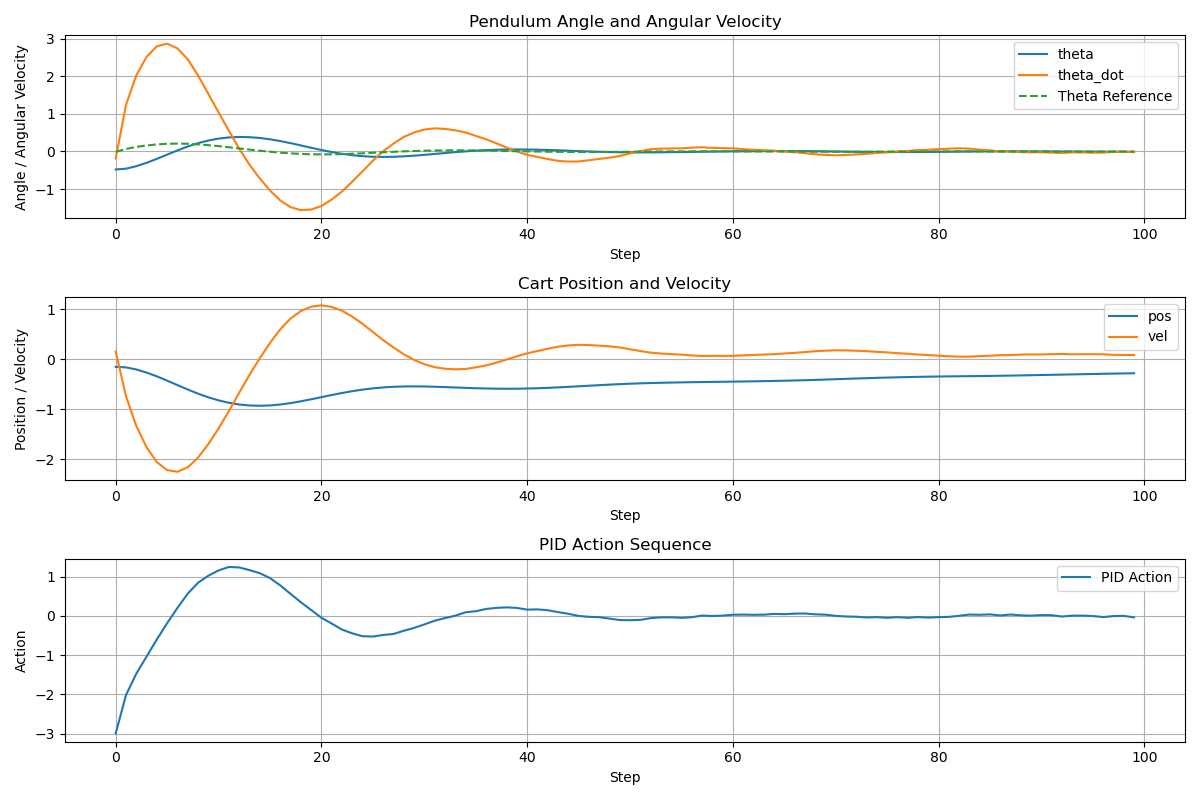 Pendulum Angle and Angular Velocity
Angle / Angular Velocity
3
2
1
0
−1
theta
theta_dot
Theta Reference
0 20 40 60 80 100
Step
Cart Position and Velocity
Position / Velocity
1
0
−1
−2
pos
vel
0 20 40 60 80 100
Step
PID Action Sequence
Action
1
0
−1
−2
−3
PID Action
0 20 40 60 80 100
Step